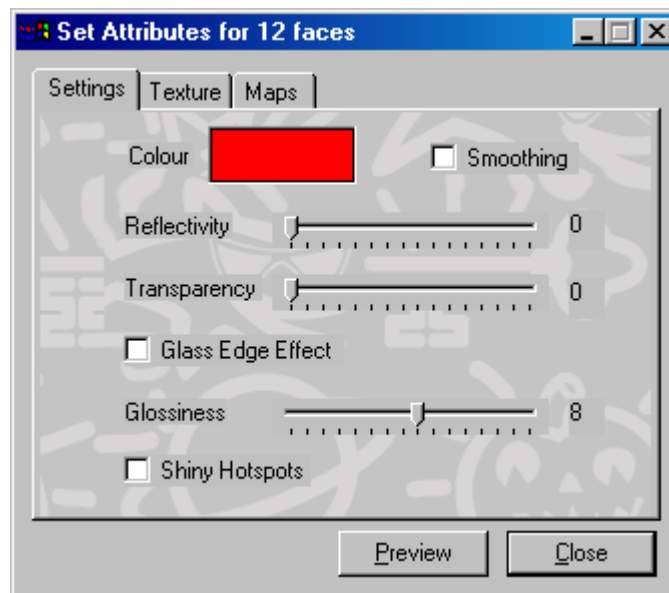 Set Attributes for 12 faces
Settings Texture Maps
Colour Smoothing
Reflectivity 0
Transparency 0
Glass Edge Effect
Glossiness 8
Shiny Hotspots
Preview Close